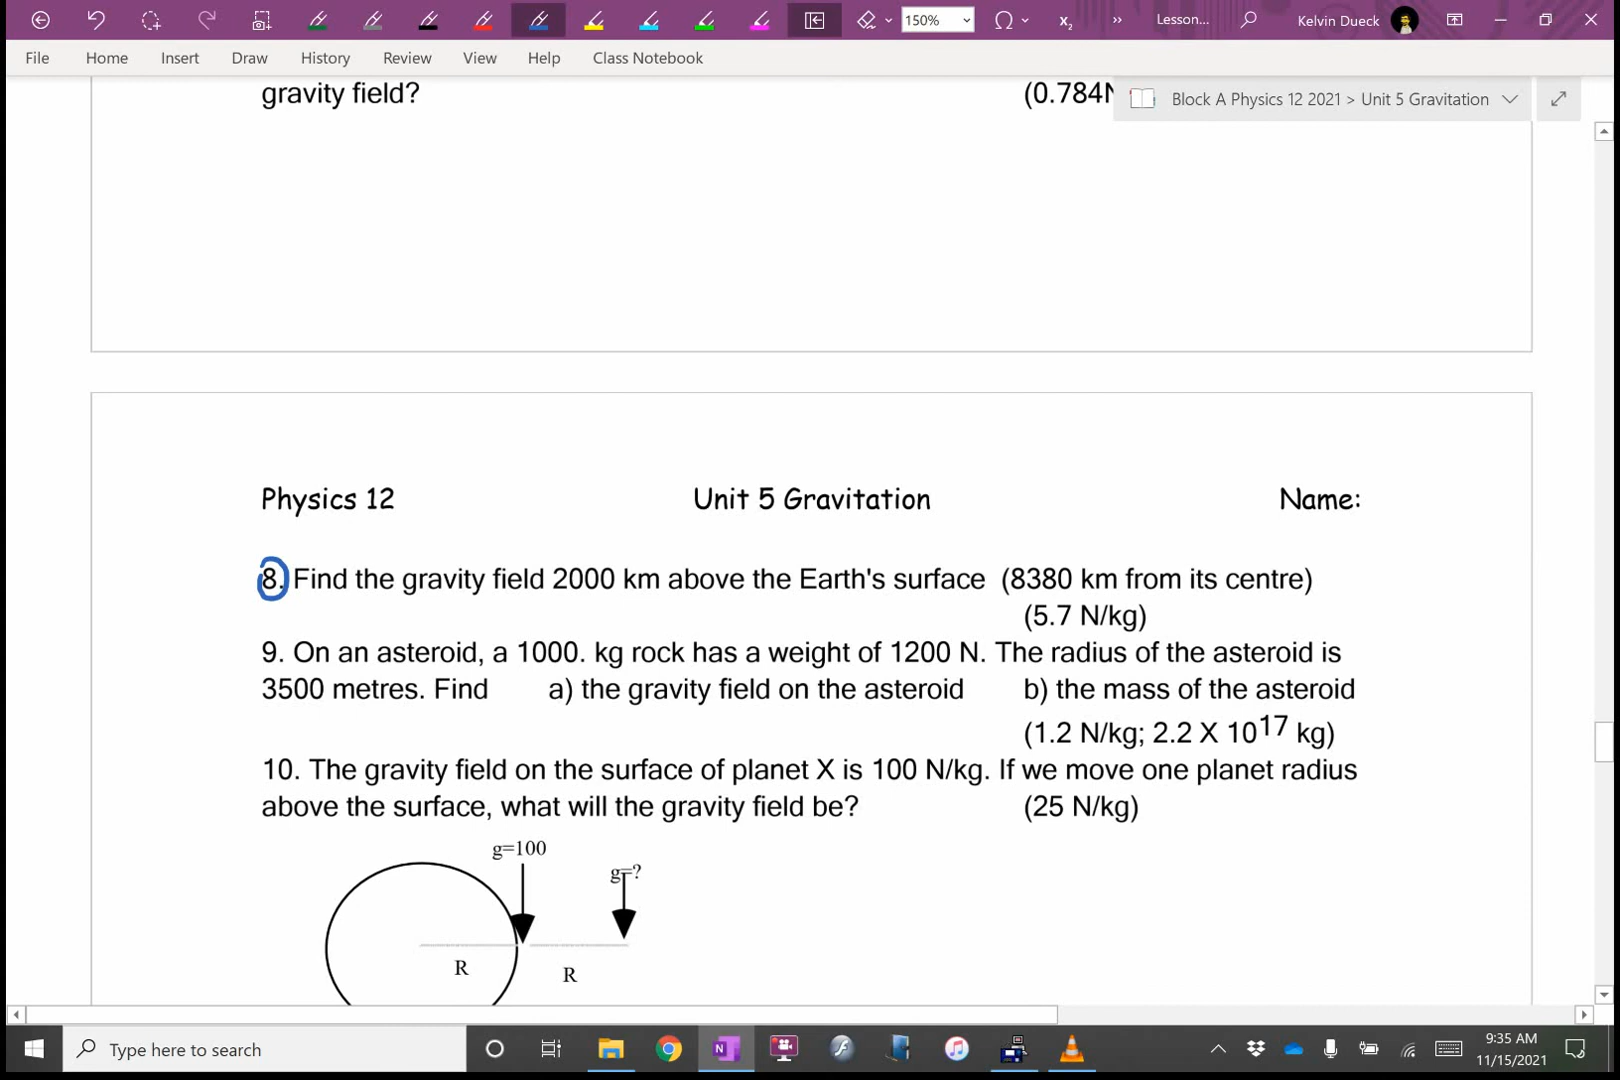 150%
Ω
x₂
Lesson...
Kelvin Dueck
File Home Insert Draw History Review View Help Class Notebook
gravity field? (0.784N
Block A Physics 12 2021 > Unit 5 Gravitation
Physics 12 Unit 5 Gravitation Name:
8. Find the gravity field 2000 km above the Earth's surface (8380 km from its centre)
(5.7 N/kg)
9. On an asteroid, a 1000. kg rock has a weight of 1200 N. The radius of the asteroid is
3500 metres. Find a) the gravity field on the asteroid b) the mass of the asteroid
(1.2 N/kg; 2.2 X 10¹⁷ kg)
10. The gravity field on the surface of planet X is 100 N/kg. If we move one planet radius
above the surface, what will the gravity field be? (25 N/kg)
g=100
g=?
R R
Type here to search
9:35 AM
11/15/2021